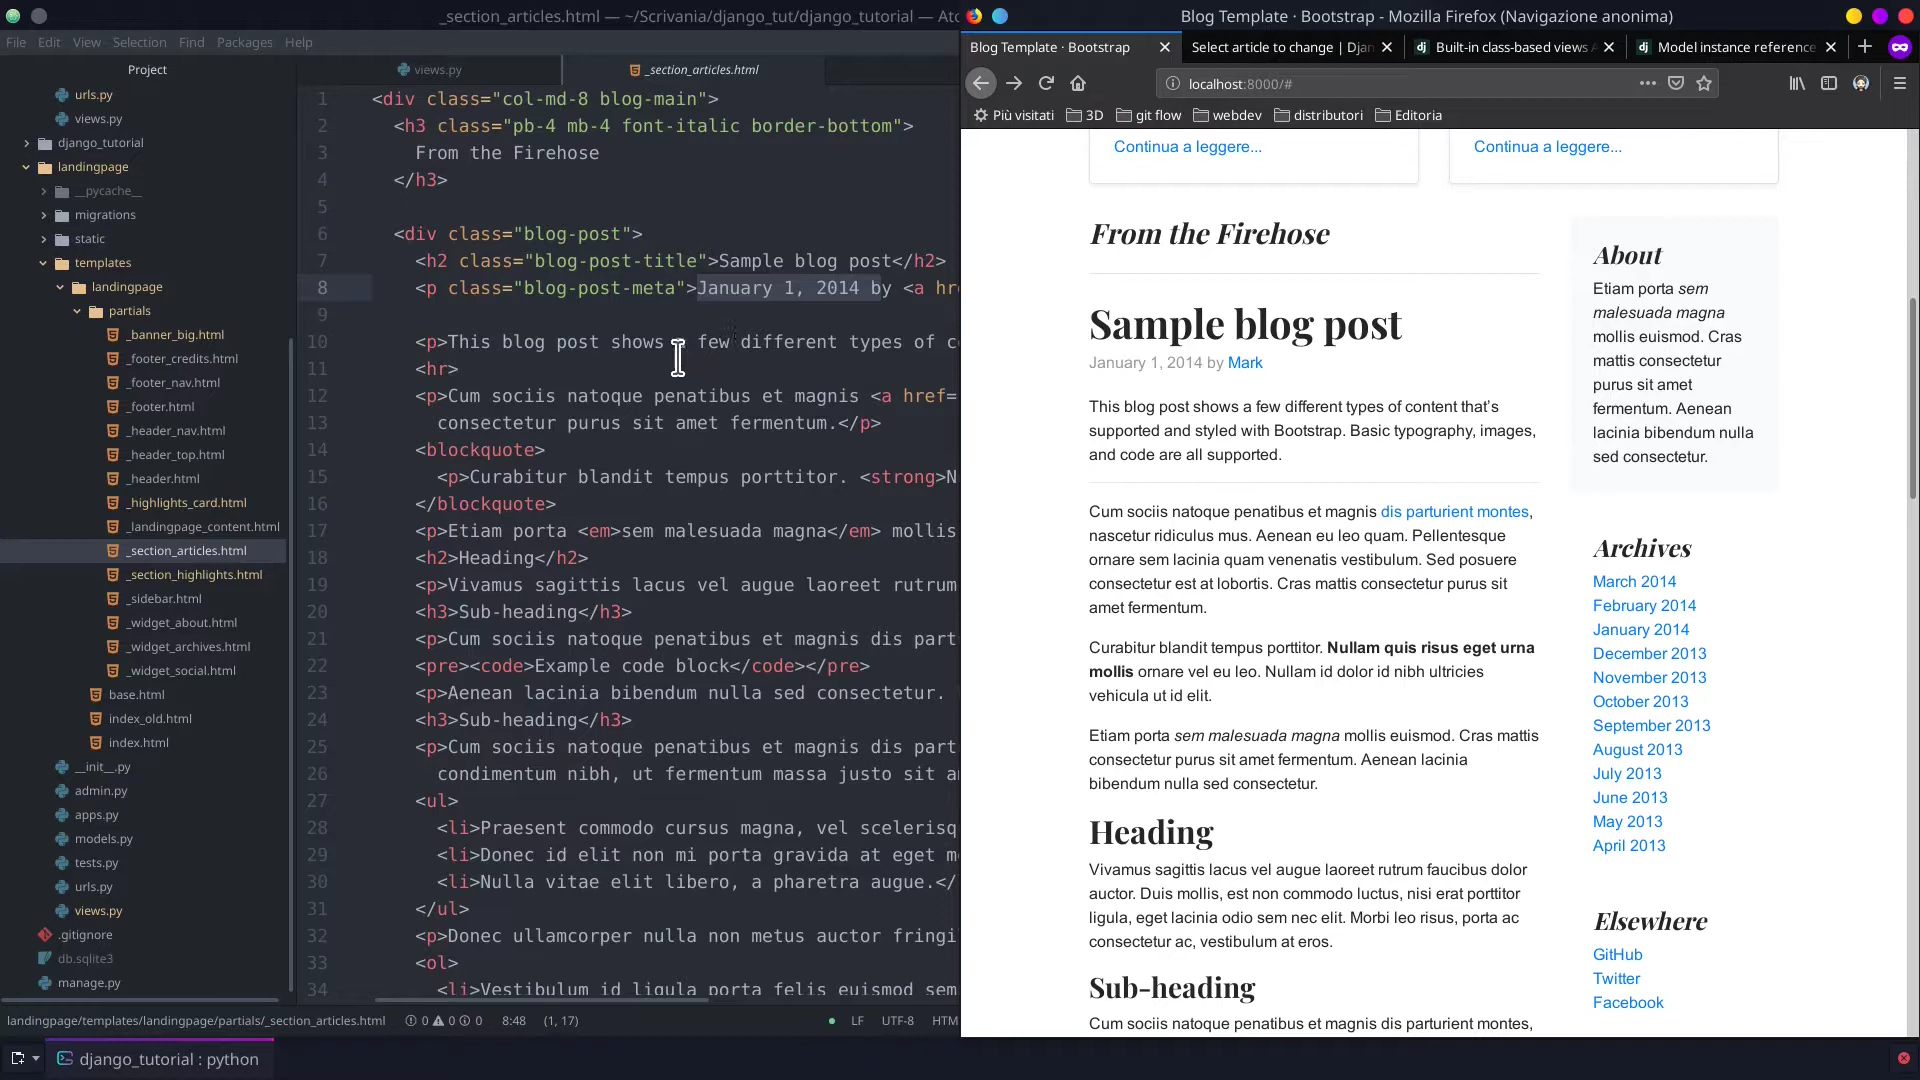 _section_articles.html — ~/Scrivania/django_tut/django_tutorial — Ato
File Edit View Selection Find Packages Help
Project
urls.py
views.py
django_tutorial
landingpage
__pycache__
migrations
static
templates
landingpage
partials
_banner_big.html
_footer_credits.html
_footer_nav.html
_footer.html
_header_nav.html
_header_top.html
_header.html
_highlights_card.html
_landingpage_content.html
_section_articles.html
_section_highlights.html
_sidebar.html
_widget_about.html
_widget_archives.html
_widget_social.html
base.html
index_old.html
index.html
__init__.py
admin.py
apps.py
models.py
tests.py
urls.py
views.py
.gitignore
db.sqlite3
manage.py
views.py
_section_articles.html
1 <div class="col-md-8 blog-main">
2 <h3 class="pb-4 mb-4 font-italic border-bottom">
3 From the Firehose
4 </h3>
5
6 <div class="blog-post">
7 <h2 class="blog-post-title">Sample blog post</h2>
8 <p class="blog-post-meta">January 1, 2014 by <a hr
9
10 <p>This blog post shows a few different types of c
11 <hr>
12 <p>Cum sociis natoque penatibus et magnis <a href=
13 consectetur purus sit amet fermentum.</p>
14 <blockquote>
15 <p>Curabitur blandit tempus porttitor. <strong>N
16 </blockquote>
17 <p>Etiam porta <em>sem malesuada magna</em> mollis
18 <h2>Heading</h2>
19 <p>Vivamus sagittis lacus vel augue laoreet rutrum
20 <h3>Sub-heading</h3>
21 <p>Cum sociis natoque penatibus et magnis dis part
22 <pre><code>Example code block</code></pre>
23 <p>Aenean lacinia bibendum nulla sed consectetur.
24 <h3>Sub-heading</h3>
25 <p>Cum sociis natoque penatibus et magnis dis part
26 condimentum nibh, ut fermentum massa justo sit a
27 <ul>
28 <li>Praesent commodo cursus magna, vel scelerisq
29 <li>Donec id elit non mi porta gravida at eget m
30 <li>Nulla vitae elit libero, a pharetra augue.</
31 </ul>
32 <p>Donec ullamcorper nulla non metus auctor fringi
33 <ol>
34 <li>Vestibulum id ligula porta felis euismod sem
landingpage/templates/landingpage/partials/_section_articles.html 0 0 0 8:48 (1, 17) LF UTF-8 HTM
django_tutorial : python
Blog Template · Bootstrap - Mozilla Firefox (Navigazione anonima)
Blog Template · Bootstrap
Select article to change | Djan
dj Built-in class-based views A
dj Model instance reference
localhost:8000/#
Più visitati 3D git flow webdev distributori Editoria
Continua a leggere... Continua a leggere...
From the Firehose
Sample blog post
January 1, 2014 by Mark
This blog post shows a few different types of content that’s
supported and styled with Bootstrap. Basic typography, images,
and code are all supported.
Cum sociis natoque penatibus et magnis dis parturient montes,
nascetur ridiculus mus. Aenean eu leo quam. Pellentesque
ornare sem lacinia quam venenatis vestibulum. Sed posuere
consectetur est at lobortis. Cras mattis consectetur purus sit
amet fermentum.
Curabitur blandit tempus porttitor. Nullam quis risus eget urna
mollis ornare vel eu leo. Nullam id dolor id nibh ultricies
vehicula ut id elit.
Etiam porta sem malesuada magna mollis euismod. Cras mattis
consectetur purus sit amet fermentum. Aenean lacinia
bibendum nulla sed consectetur.
Heading
Vivamus sagittis lacus vel augue laoreet rutrum faucibus dolor
auctor. Duis mollis, est non commodo luctus, nisi erat porttitor
ligula, eget lacinia odio sem nec elit. Morbi leo risus, porta ac
consectetur ac, vestibulum at eros.
Sub-heading
Cum sociis natoque penatibus et magnis dis parturient montes,
About
Etiam porta sem
malesuada magna
mollis euismod. Cras
mattis consectetur
purus sit amet
fermentum. Aenean
lacinia bibendum nulla
sed consectetur.
Archives
March 2014
February 2014
January 2014
December 2013
November 2013
October 2013
September 2013
August 2013
July 2013
June 2013
May 2013
April 2013
Elsewhere
GitHub
Twitter
Facebook